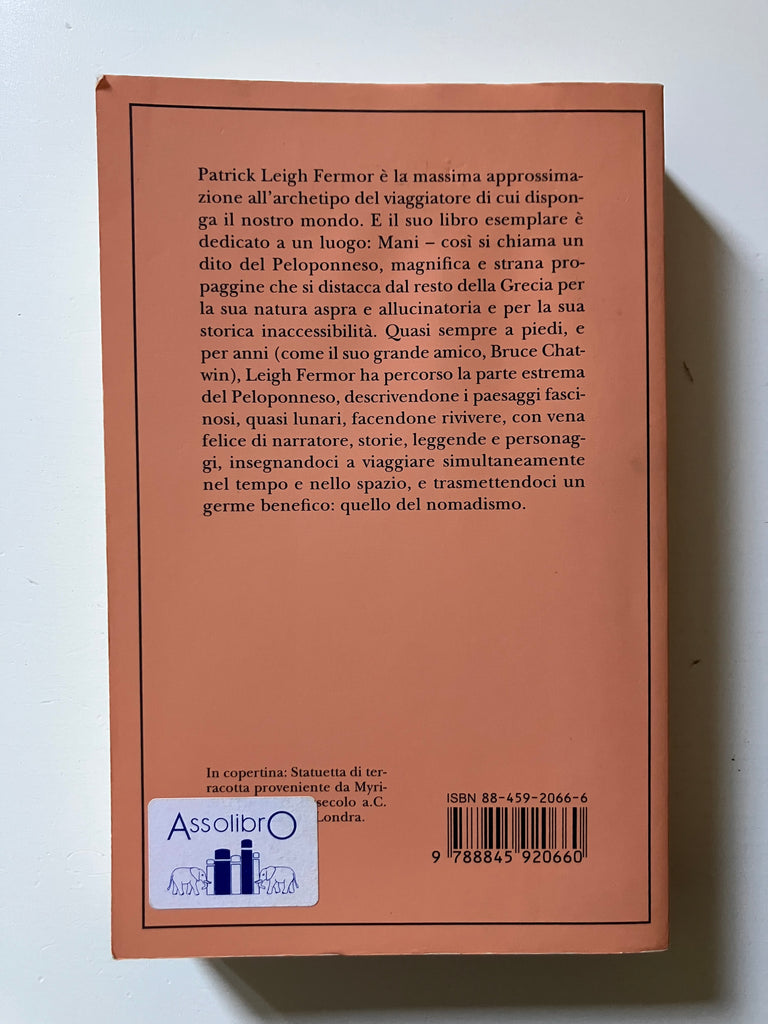 Patrick Leigh Fermor è la massima approssima-
zione all'archetipo del viaggiatore di cui dispon-
ga il nostro mondo. E il suo libro esemplare è
dedicato a un luogo: Mani – così si chiama un
dito del Peloponneso, magnifica e strana pro-
paggine che si distacca dal resto della Grecia per
la sua natura aspra e allucinatoria e per la sua
storica inaccessibilità. Quasi sempre a piedi, e
per anni (come il suo grande amico, Bruce Chat-
win), Leigh Fermor ha percorso la parte estrema
del Peloponneso, descrivendone i paesaggi fasci-
nosi, quasi lunari, facendone rivivere, con vena
felice di narratore, storie, leggende e personag-
gi, insegnandoci a viaggiare simultaneamente
nel tempo e nello spazio, e trasmettendoci un
germe benefico: quello del nomadismo.
In copertina: Statuetta di ter-
racotta proveniente da Myri-
secolo a.C.
Londra.
AssolibrO
ISBN 88-459-2066-6
9 788845 920660